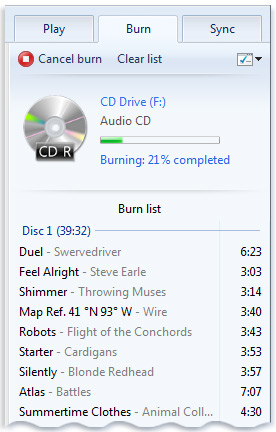 Play Burn Sync
Cancel burn Clear list
CD Drive (F:)
Audio CD
CD R
Burning: 21% completed
Burn list
Disc 1 (39:32)
Duel - Swervedriver 6:23
Feel Alright - Steve Earle 3:03
Shimmer - Throwing Muses 3:14
Map Ref. 41 °N 93° W - Wire 3:40
Robots - Flight of the Conchords 3:43
Starter - Cardigans 3:53
Silently - Blonde Redhead 3:57
Atlas - Battles 7:07
Summertime Clothes - Animal Coll... 4:30